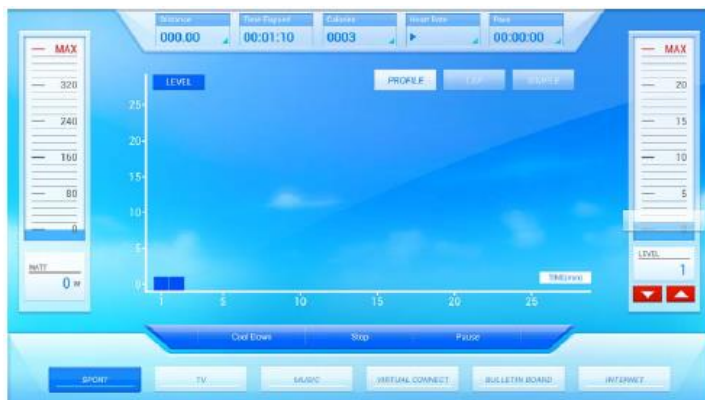 Distance Time Elapsed Calories Heart Rate Pace
000.00 00:01:10 0003 00:00:00
MAX
320
240
160
80
0
WATT
0 W
LEVEL
PROFILE LAP SIMPLE
25
20
15
10
5
0
1 5 10 15 20 25
TIME(min)
MAX
20
15
10
5
LEVEL
1
Cool Down Stop Pause
SPORT TV MUSIC VIRTUAL CONNECT BULLETIN BOARD INTERNET